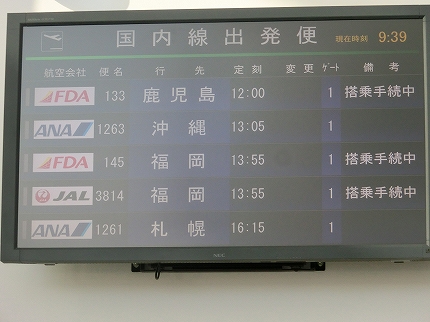 国内線出発便 現在時刻 9:39
航空会社 便名 行先 定刻 変更 ゲート 備考
FDA 133 鹿児島 12:00 1 搭乗手続中
ANA 1263 沖縄 13:05 1
FDA 145 福岡 13:55 1 搭乗手続中
JAL 3814 福岡 13:55 1 搭乗手続中
ANA 1261 札幌 16:15 1
NEC